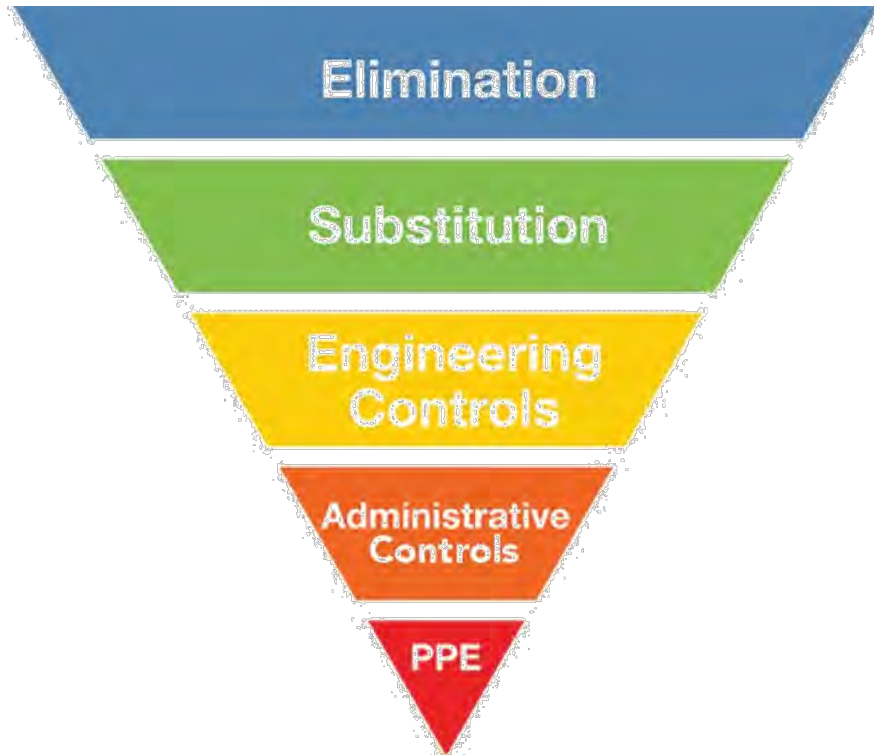 Elimination
Substitution
Engineering
Controls
Administrative
Controls
PPE